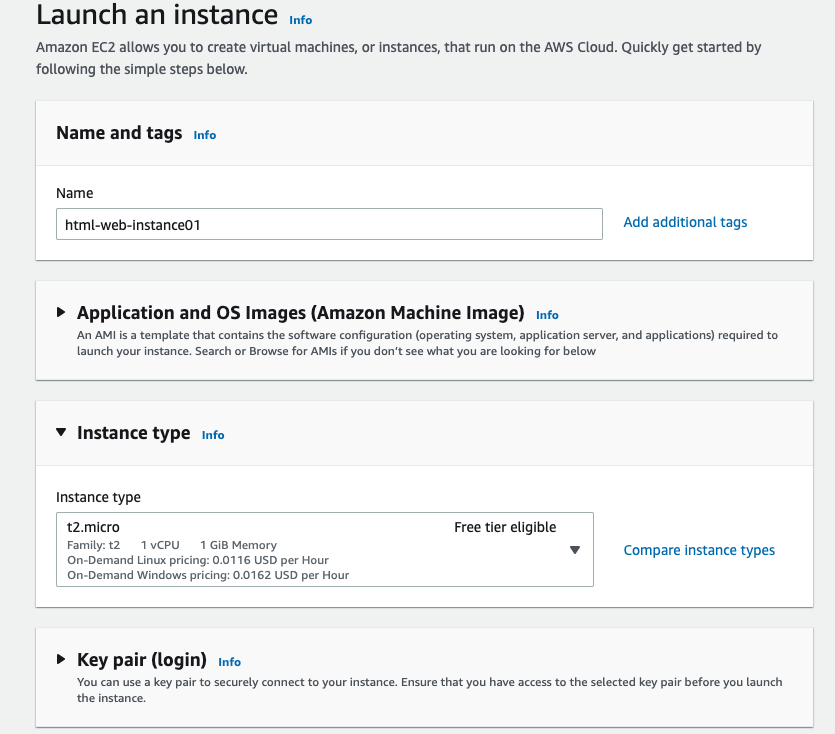 Launch an instance Info
Amazon EC2 allows you to create virtual machines, or instances, that run on the AWS Cloud. Quickly get started by
following the simple steps below.
Name and tags Info
Name
html-web-instance01
Add additional tags
Application and OS Images (Amazon Machine Image) Info
An AMI is a template that contains the software configuration (operating system, application server, and applications) required to
launch your instance. Search or Browse for AMIs if you don't see what you are looking for below
Instance type Info
Instance type
t2.micro Free tier eligible
Family: t2 1 vCPU 1 GiB Memory
On-Demand Linux pricing: 0.0116 USD per Hour
On-Demand Windows pricing: 0.0162 USD per Hour
Compare instance types
Key pair (login) Info
You can use a key pair to securely connect to your instance. Ensure that you have access to the selected key pair before you launch
the instance.